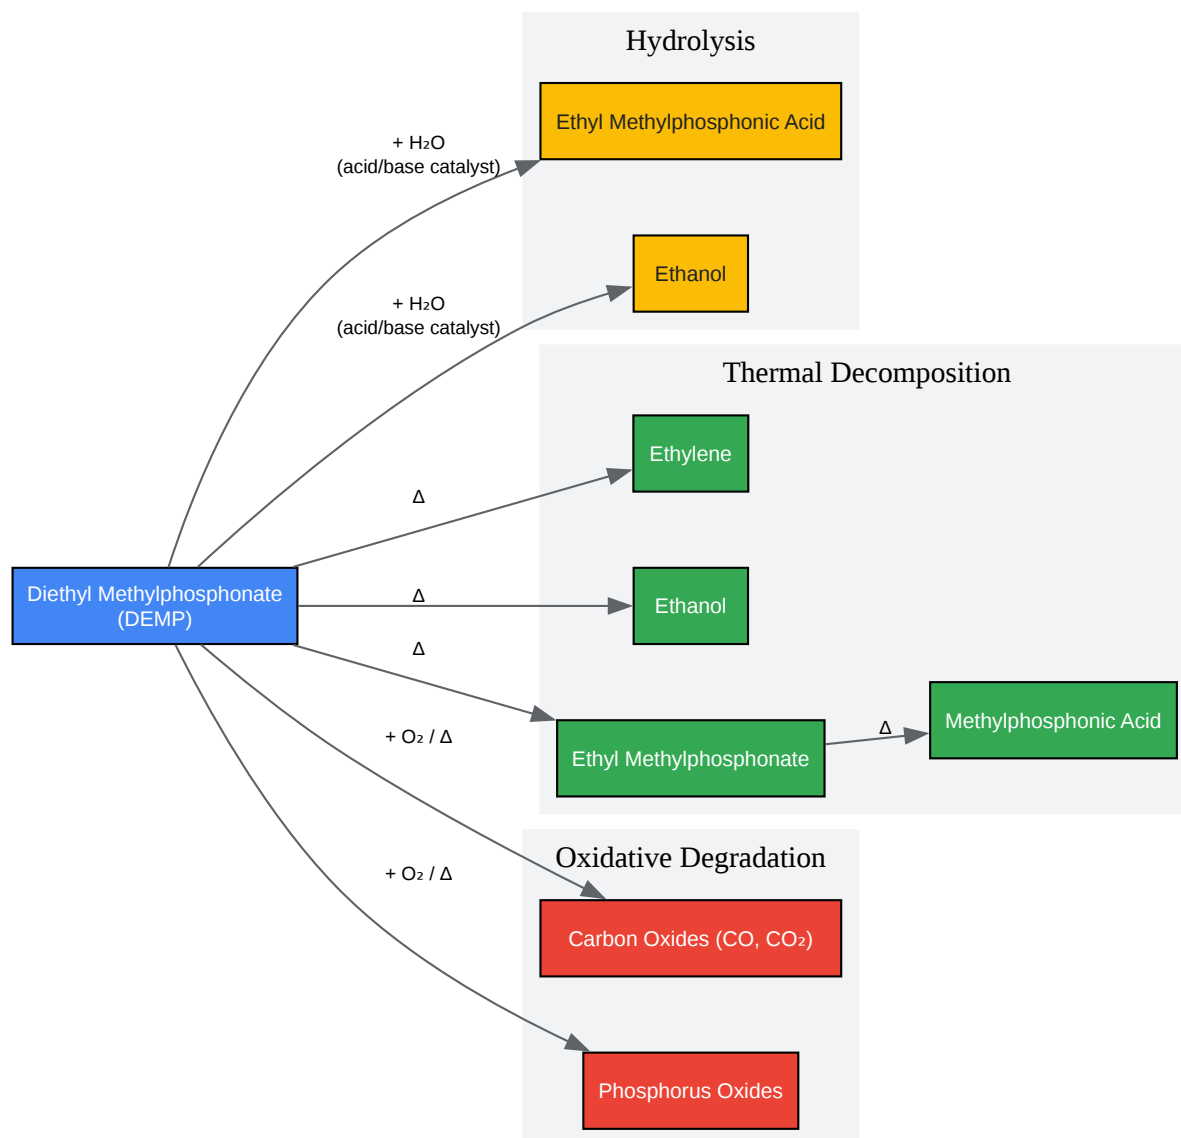 Hydrolysis
Ethyl Methylphosphonic Acid
+ H₂O
(acid/base catalyst)
Ethanol
+ H₂O
(acid/base catalyst)
Thermal Decomposition
Ethylene
Δ
Diethyl Methylphosphonate
(DEMP)
Δ
Ethanol
Δ
Ethyl Methylphosphonate
Δ
Methylphosphonic Acid
+ O₂ / Δ
Oxidative Degradation
+ O₂ / Δ
Carbon Oxides (CO, CO₂)
Phosphorus Oxides